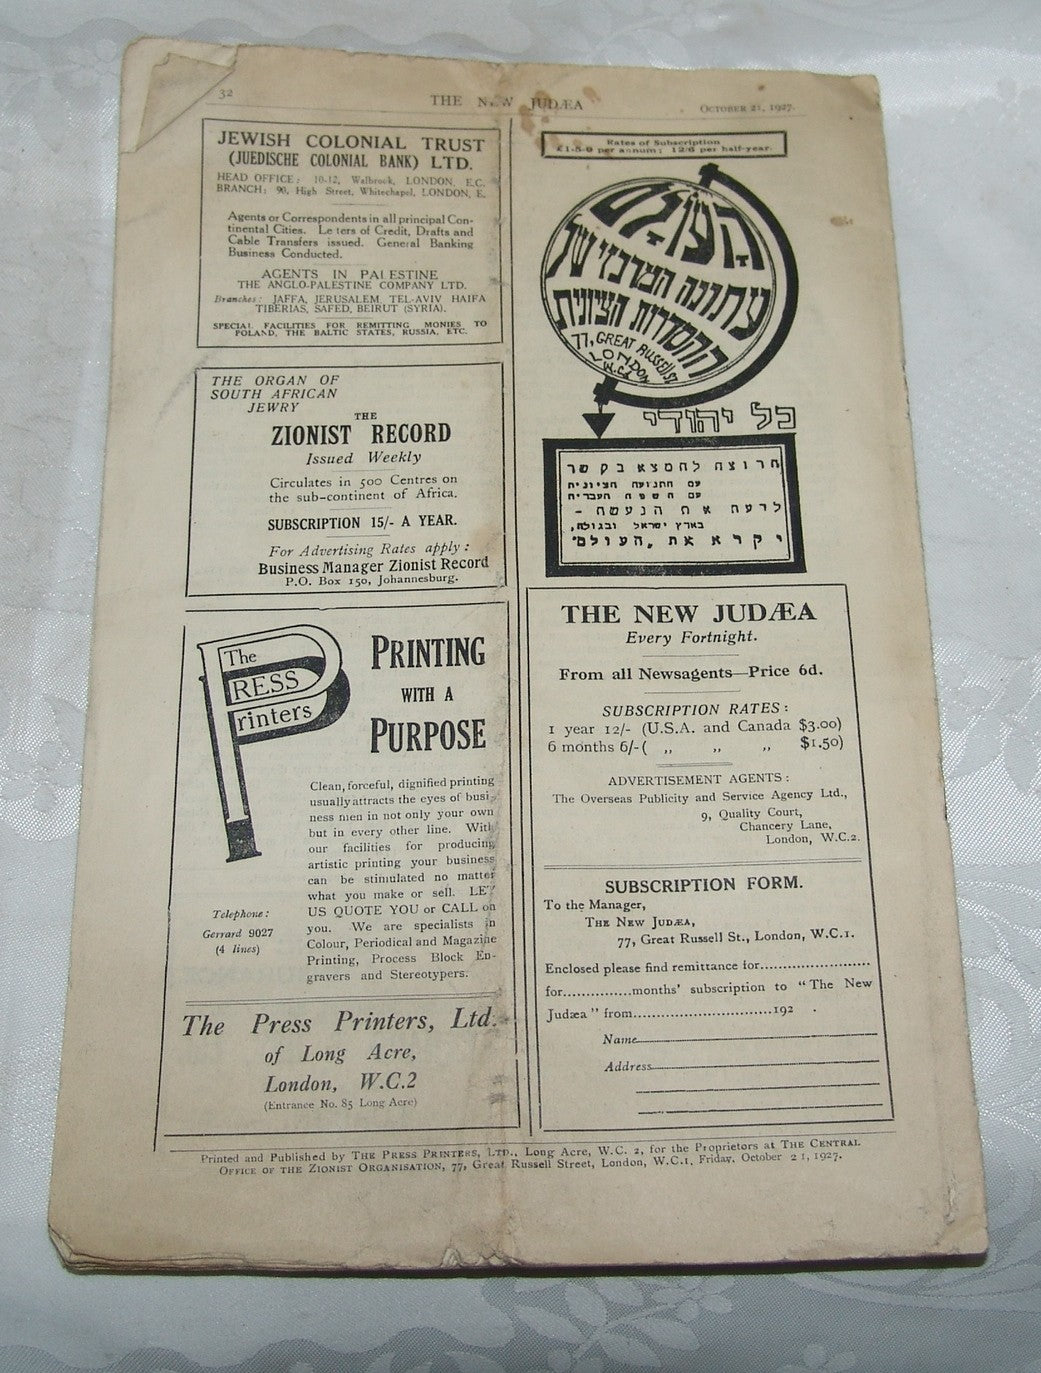 32
THE NEW JUDÆA
OCTOBER 21, 1927.
JEWISH COLONIAL TRUST
(JUEDISCHE COLONIAL BANK) LTD.
HEAD OFFICE: 10-12, Walbrook, LONDON, E.C.
BRANCH: 90, High Street, Whitechapel, LONDON, E.
Agents or Correspondents in all principal Con-
tinental Cities. Le ters of Credit, Drafts and
Cable Transfers issued. General Banking
Business Conducted.
AGENTS IN PALESTINE
THE ANGLO-PALESTINE COMPANY LTD.
Branches: JAFFA, JERUSALEM, TEL-AVIV HAIFA
TIBERIAS, SAFED, BEIRUT (SYRIA).
SPECIAL FACILITIES FOR REMITTING MONIES TO
POLAND, THE BALTIC STATES, RUSSIA, ETC.
THE ORGAN OF
SOUTH AFRICAN
JEWRY
THE
ZIONIST RECORD
Issued Weekly
Circulates in 500 Centres on
the sub-continent of Africa.
SUBSCRIPTION 15/- A YEAR.
For Advertising Rates apply:
Business Manager Zionist Record
P.O. Box 150, Johannesburg.
The
PRESS
Printers
PRINTING
WITH A
PURPOSE
Clean, forceful, dignified printing
usually attracts the eyes of busi-
ness men in not only your own
but in every other line. With
our facilities for producing
artistic printing your business
can be stimulated no matter
what you make or sell. LET
US QUOTE YOU or CALL on
you. We are specialists in
Colour, Periodical and Magazine
Printing, Process Block En-
gravers and Stereotypers.
Telephone:
Gerrard 9027
(4 lines)
The Press Printers, Ltd.
of Long Acre,
London, W.C.2
(Entrance No. 85 Long Acre)
Rates of Subscription
£1-5-0 per annum; 12/6 per half-year.
העולם
עתונה המרכזי של
ההסתדרות הציונית
77, GREAT RUSSELL ST
LONDON
W.C.1
כל יהודי
הרוצה להמצא בקשר
עם התנועה הציונית
עם השפה העברית
לדעת את הנעשה -
בארץ ישראל ובגולה,
יקרא את „העולם"
THE NEW JUDÆA
Every Fortnight.
From all Newsagents—Price 6d.
SUBSCRIPTION RATES:
1 year 12/- (U.S.A. and Canada $3.00)
6 months 6/- ( „ „ „ $1.50)
ADVERTISEMENT AGENTS:
The Overseas Publicity and Service Agency Ltd.,
9, Quality Court,
Chancery Lane,
London, W.C.2.
SUBSCRIPTION FORM.
To the Manager,
THE NEW JUDÆA,
77, Great Russell St., London, W.C.1.
Enclosed please find remittance for........................
for...............months' subscription to "The New
Judæa" from..............................192 .
Name
Address
Printed and Published by THE PRESS PRINTERS, LTD., Long Acre, W.C. 2, for the Proprietors at THE CENTRAL
OFFICE OF THE ZIONIST ORGANISATION, 77, Great Russell Street, London, W.C.1, Friday, October 21, 1927.